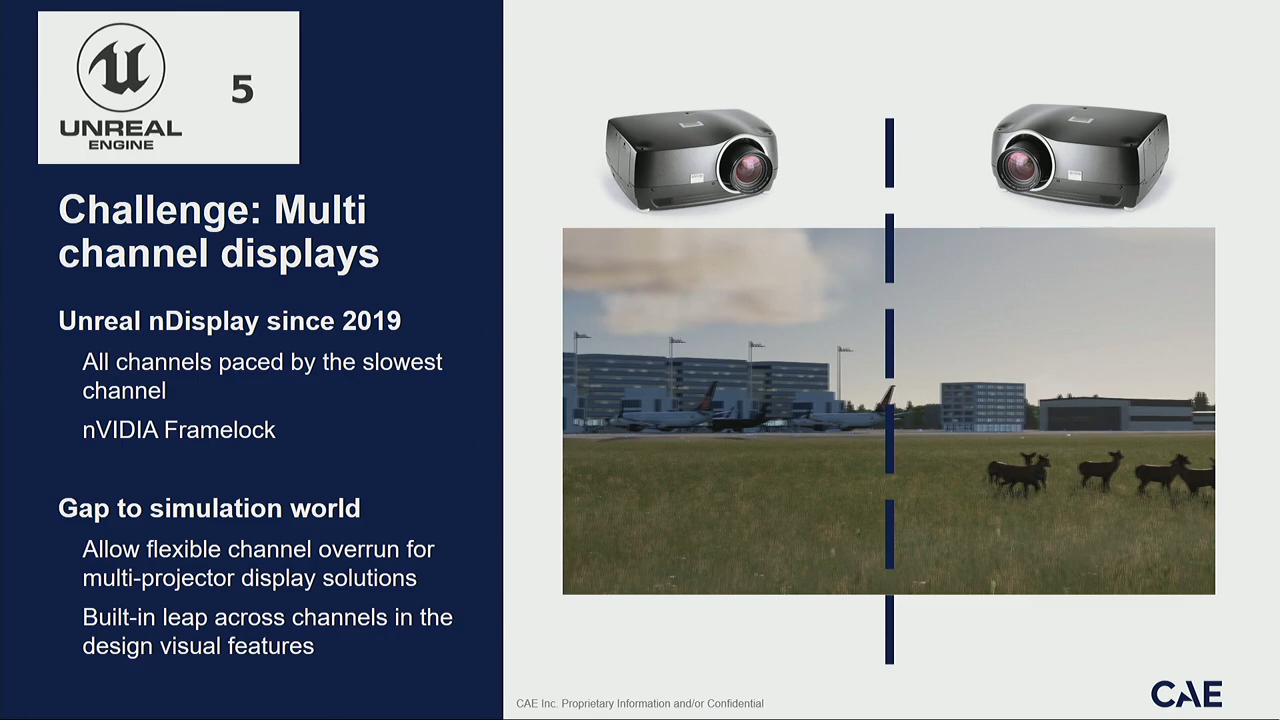 UNREAL
ENGINE
5
Challenge: Multi
channel displays
Unreal nDisplay since 2019
All channels paced by the slowest
channel
nVIDIA Framelock
Gap to simulation world
Allow flexible channel overrun for
multi-projector display solutions
Built-in leap across channels in the
design visual features
CAE Inc. Proprietary Information and/or Confidential
CAE